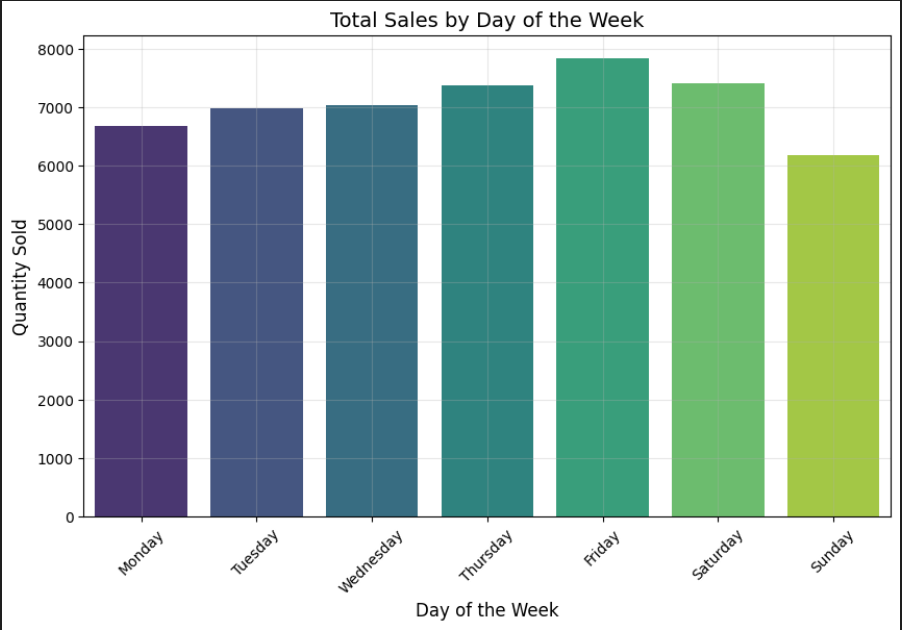 Total Sales by Day of the Week
Quantity Sold
8000
7000
6000
5000
4000
3000
2000
1000
0
Monday
Tuesday
Wednesday
Thursday
Friday
Saturday
Sunday
Day of the Week